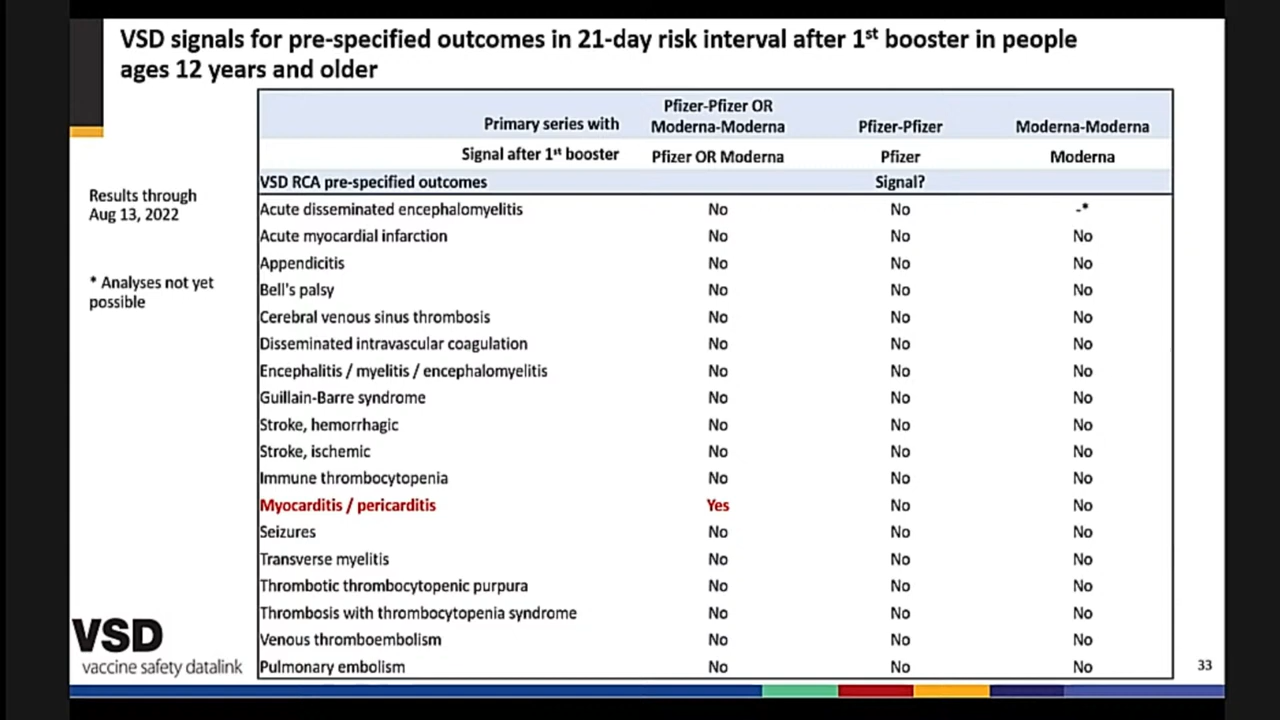 VSD signals for pre-specified outcomes in 21-day risk interval after 1st booster in people
ages 12 years and older
Results through
Aug 13, 2022
* Analyses not yet
possible
Primary series with Pfizer-Pfizer OR Moderna-Moderna Pfizer-Pfizer Moderna-Moderna
Signal after 1st booster Pfizer OR Moderna Pfizer Moderna
VSD RCA pre-specified outcomes Signal?
Acute disseminated encephalomyelitis No No -*
Acute myocardial infarction No No No
Appendicitis No No No
Bell's palsy No No No
Cerebral venous sinus thrombosis No No No
Disseminated intravascular coagulation No No No
Encephalitis / myelitis / encephalomyelitis No No No
Guillain-Barre syndrome No No No
Stroke, hemorrhagic No No No
Stroke, ischemic No No No
Immune thrombocytopenia No No No
Myocarditis / pericarditis Yes No No
Seizures No No No
Transverse myelitis No No No
Thrombotic thrombocytopenic purpura No No No
Thrombosis with thrombocytopenia syndrome No No No
Venous thromboembolism No No No
Pulmonary embolism No No No
VSD
vaccine safety datalink
33